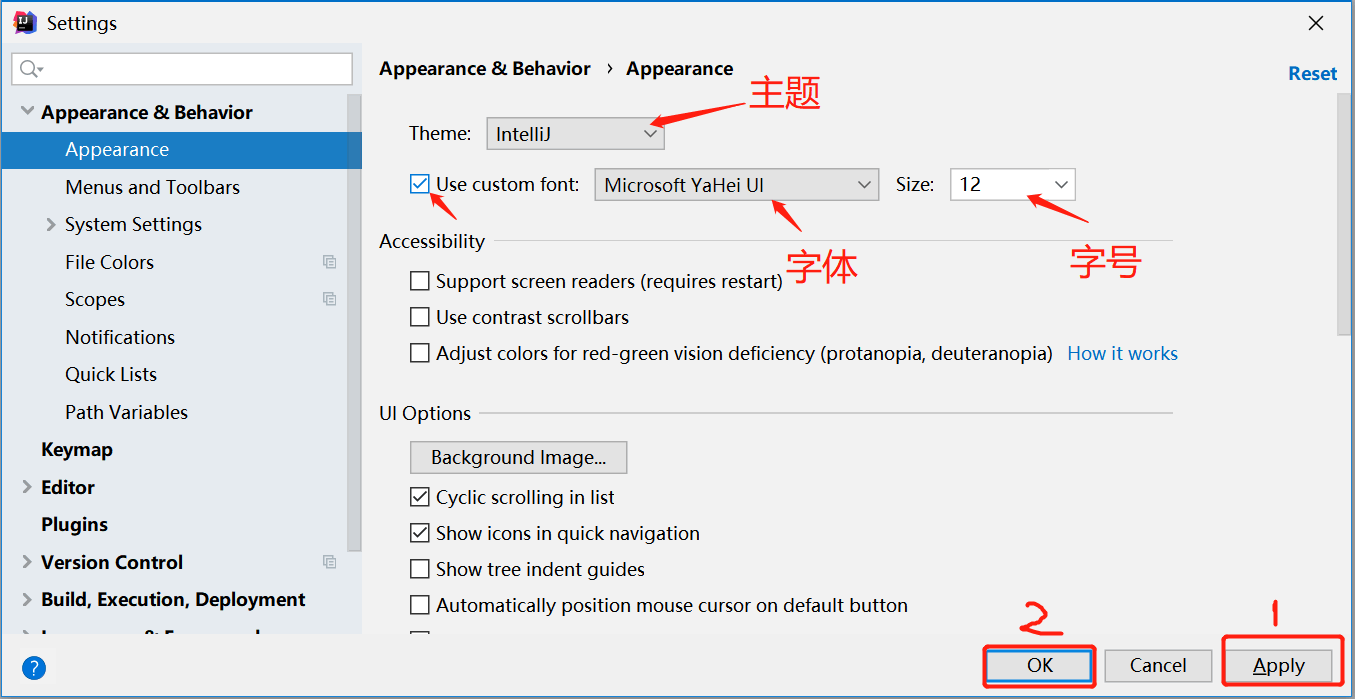 Settings
Appearance & Behavior › Appearance
Reset
主题
Appearance & Behavior
Appearance
Menus and Toolbars
System Settings
File Colors
Scopes
Notifications
Quick Lists
Path Variables
Keymap
Editor
Plugins
Version Control
Build, Execution, Deployment
Theme: IntelliJ
Use custom font: Microsoft YaHei UI Size: 12
字体
字号
Accessibility
Support screen readers (requires restart)
Use contrast scrollbars
Adjust colors for red-green vision deficiency (protanopia, deuteranopia) How it works
UI Options
Background Image...
Cyclic scrolling in list
Show icons in quick navigation
Show tree indent guides
Automatically position mouse cursor on default button
2
1
?
OK Cancel Apply